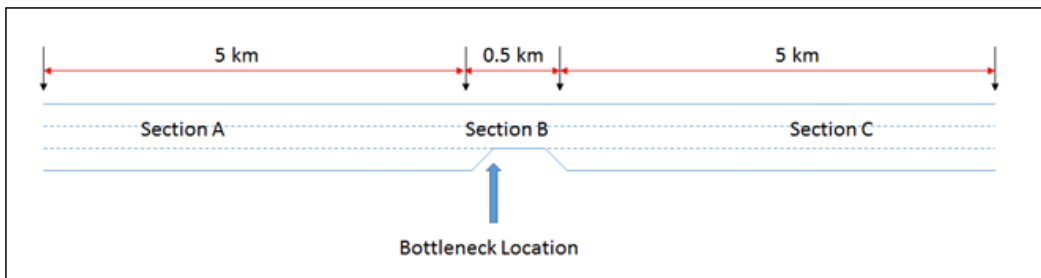 5 km
0.5 km
5 km
Section A
Section B
Section C
Bottleneck Location